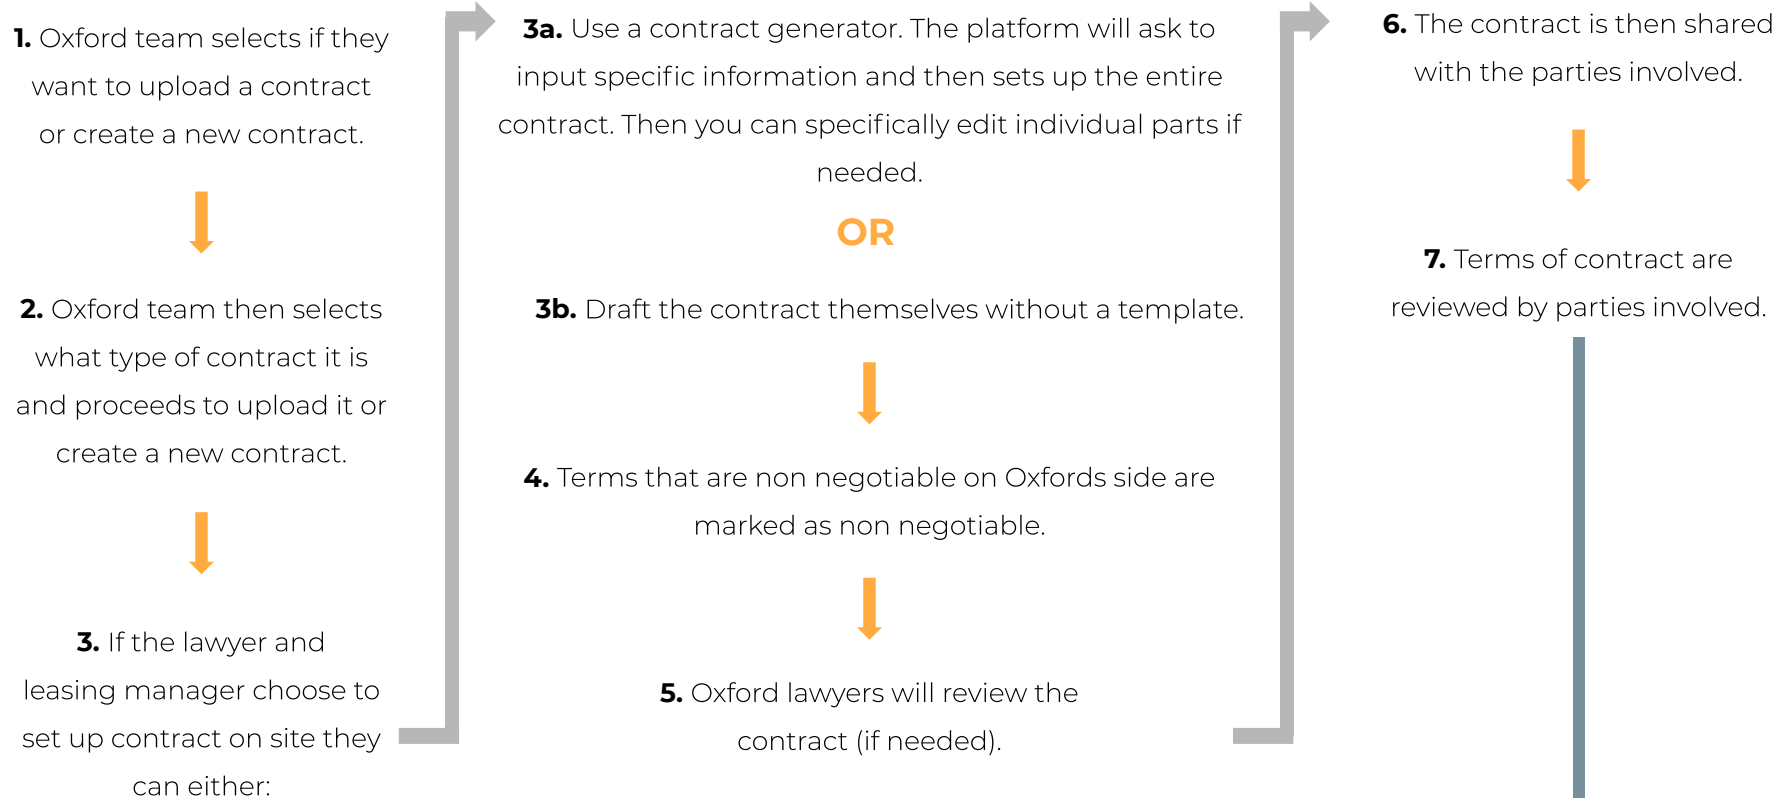 1. Oxford team selects if they
want to upload a contract
or create a new contract.
2. Oxford team then selects
what type of contract it is
and proceeds to upload it or
create a new contract.
3. If the lawyer and
leasing manager choose to
set up contract on site they
can either:
3a. Use a contract generator. The platform will ask to
input specific information and then sets up the entire
contract. Then you can specifically edit individual parts if
needed.
OR
3b. Draft the contract themselves without a template.
4. Terms that are non negotiable on Oxfords side are
marked as non negotiable.
5. Oxford lawyers will review the
contract (if needed).
6. The contract is then shared
with the parties involved.
7. Terms of contract are
reviewed by parties involved.